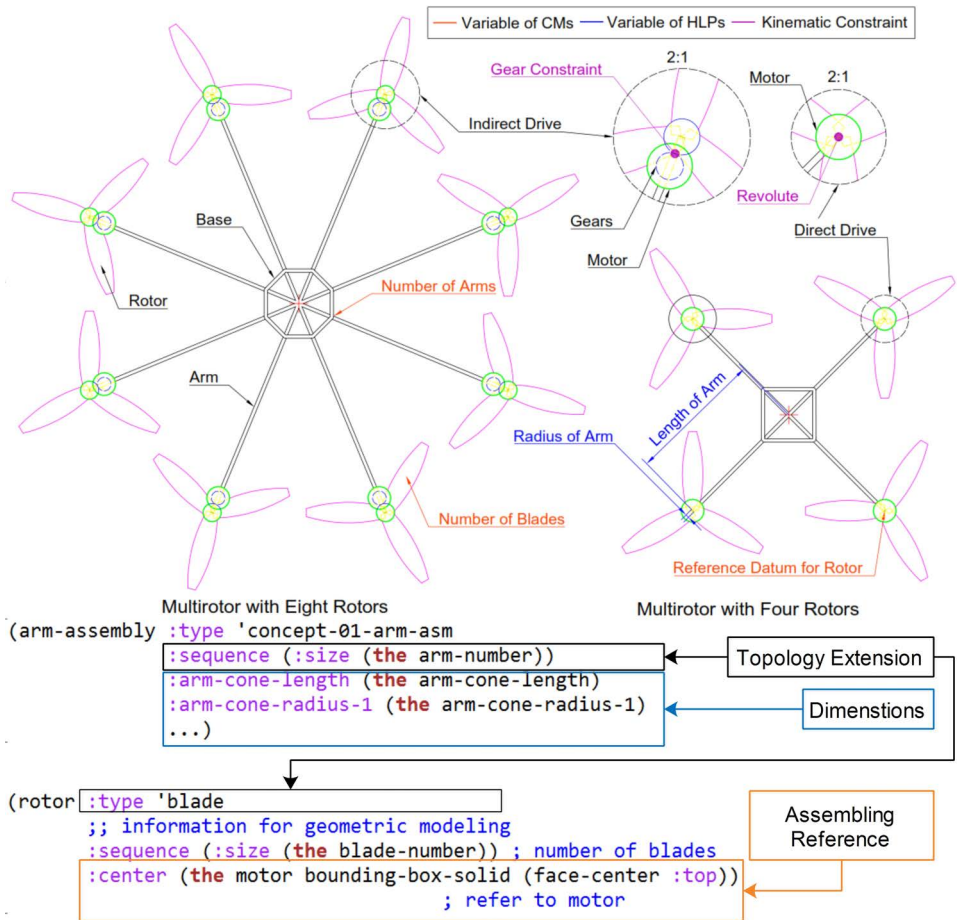 Variable of CMs
Variable of HLPs
Kinematic Constraint
2:1
Gear Constraint
Motor
2:1
Indirect Drive
Revolute
Gears
Base
Direct Drive
Motor
Number of Arms
Rotor
Arm
Length of Arm
Radius of Arm
Number of Blades
Reference Datum for Rotor
Multirotor with Eight Rotors
Multirotor with Four Rotors
(arm-assembly :type 'concept-01-arm-asm
:sequence (:size (the arm-number))
Topology Extension
:arm-cone-length (the arm-cone-length)
:arm-cone-radius-1 (the arm-cone-radius-1)
Dimenstions
...)
(rotor :type 'blade
;; information for geometric modeling
Assembling
Reference
:sequence (:size (the blade-number)) ; number of blades
:center (the motor bounding-box-solid (face-center :top))
; refer to motor